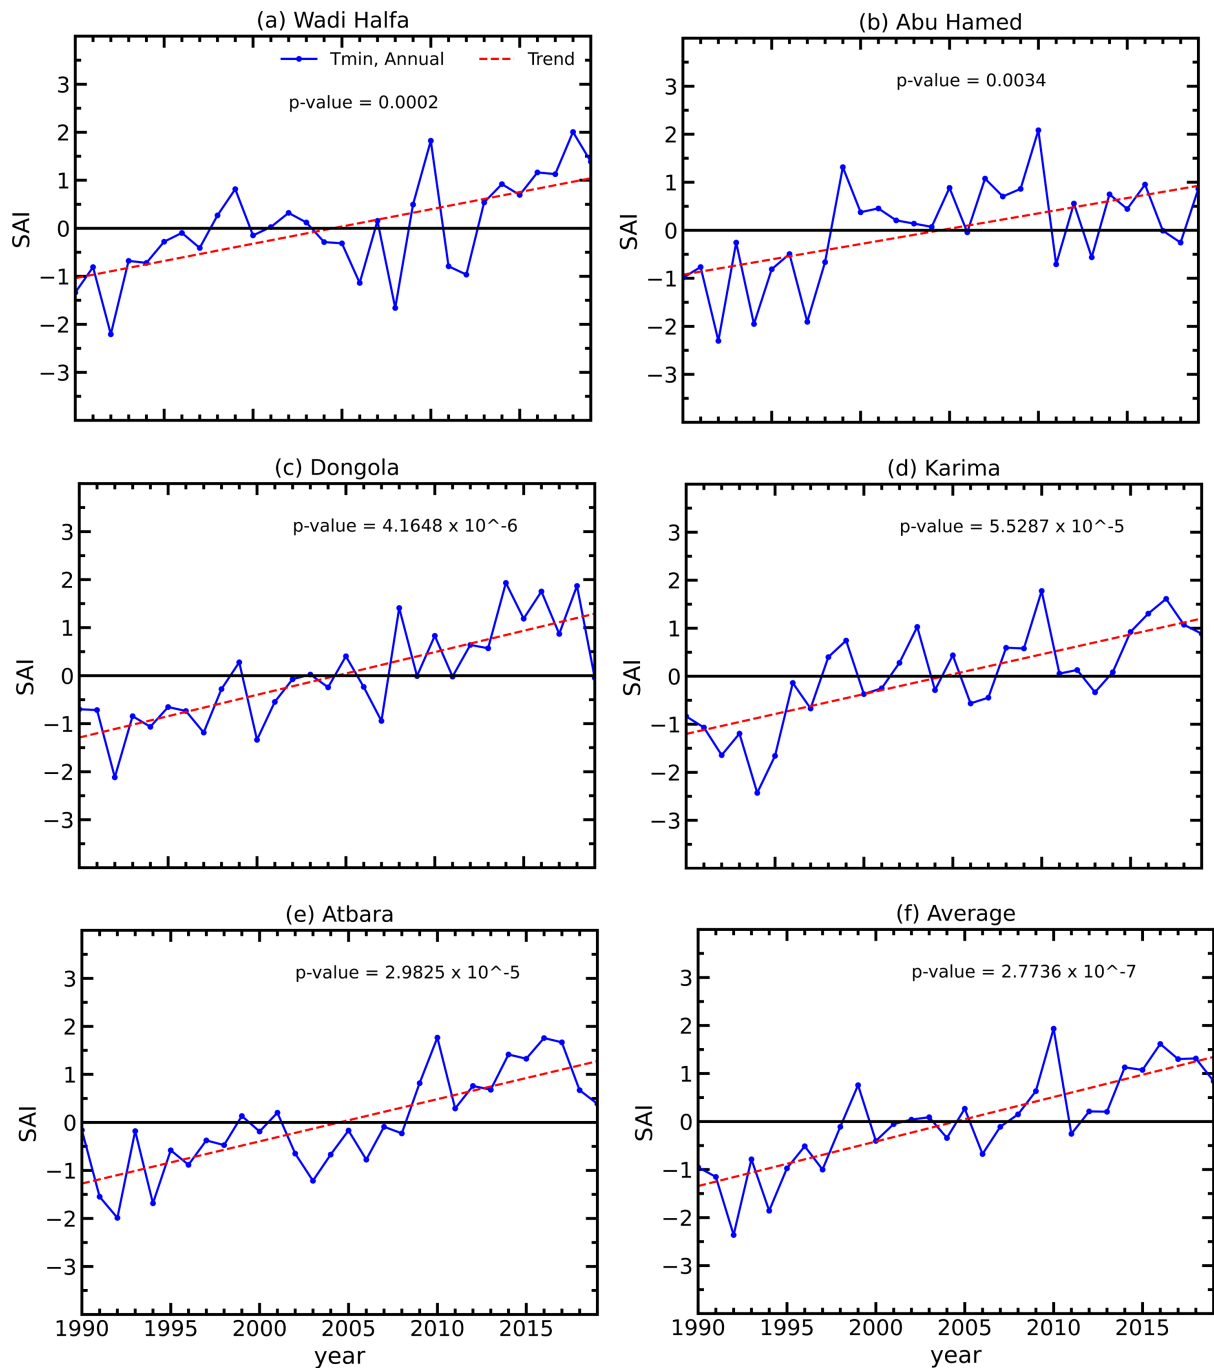 (a) Wadi Halfa
Tmin, Annual
Trend
p-value = 0.0002
3
2
1
0
−1
−2
−3
SAI
(b) Abu Hamed
p-value = 0.0034
3
2
1
0
−1
−2
−3
SAI
(c) Dongola
p-value = 4.1648 x 10^-6
3
2
1
0
−1
−2
−3
SAI
(d) Karima
p-value = 5.5287 x 10^-5
3
2
1
0
−1
−2
−3
SAI
(e) Atbara
p-value = 2.9825 x 10^-5
3
2
1
0
−1
−2
−3
SAI
1990 1995 2000 2005 2010 2015
year
(f) Average
p-value = 2.7736 x 10^-7
3
2
1
0
−1
−2
−3
SAI
1990 1995 2000 2005 2010 2015
year